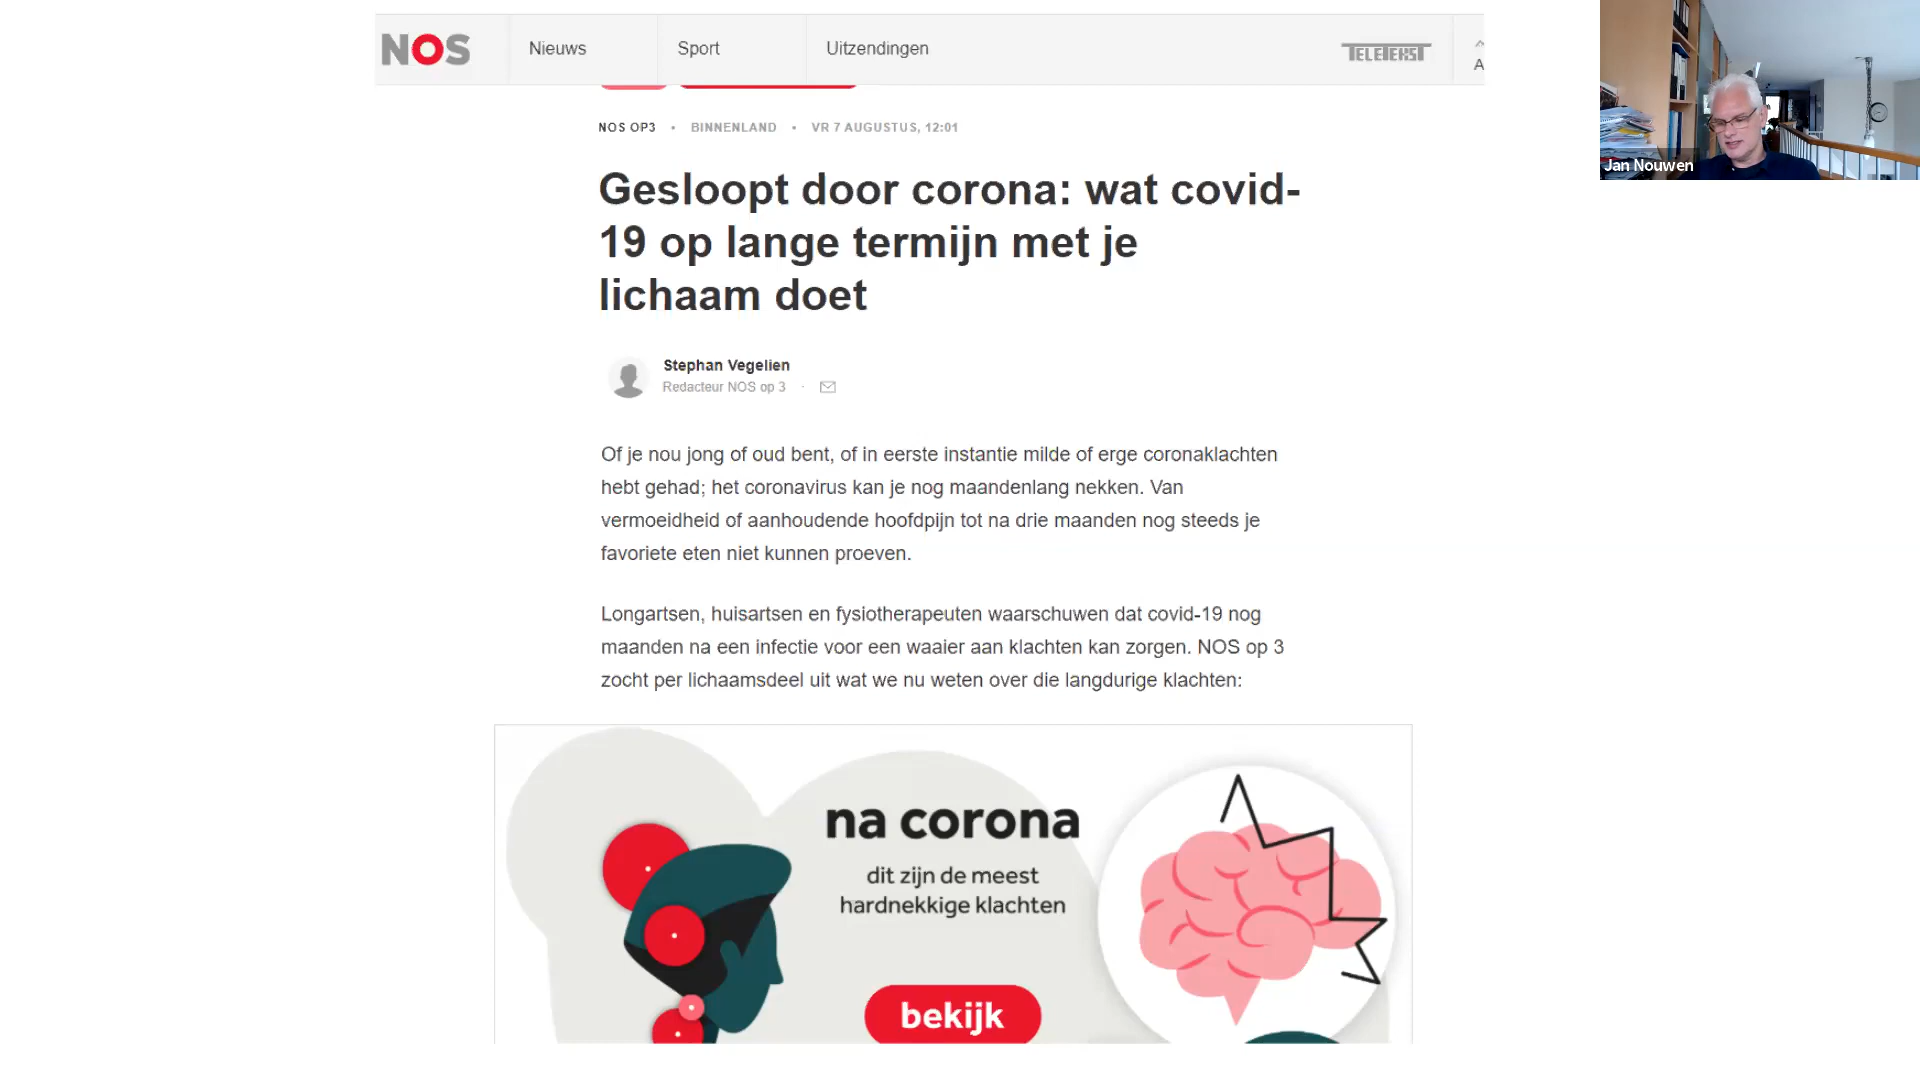 NOS
Nieuws
Sport
Uitzendingen
TELETEKST
A
Jan Nouwen
NOS OP3 • BINNENLAND • VR 7 AUGUSTUS, 12:01
Gesloopt door corona: wat covid-
19 op lange termijn met je
lichaam doet
Stephan Vegelien
Redacteur NOS op 3 ·
Of je nou jong of oud bent, of in eerste instantie milde of erge coronaklachten
hebt gehad; het coronavirus kan je nog maandenlang nekken. Van
vermoeidheid of aanhoudende hoofdpijn tot na drie maanden nog steeds je
favoriete eten niet kunnen proeven.
Longartsen, huisartsen en fysiotherapeuten waarschuwen dat covid-19 nog
maanden na een infectie voor een waaier aan klachten kan zorgen. NOS op 3
zocht per lichaamsdeel uit wat we nu weten over die langdurige klachten:
na corona
dit zijn de meest
hardnekkige klachten
bekijk